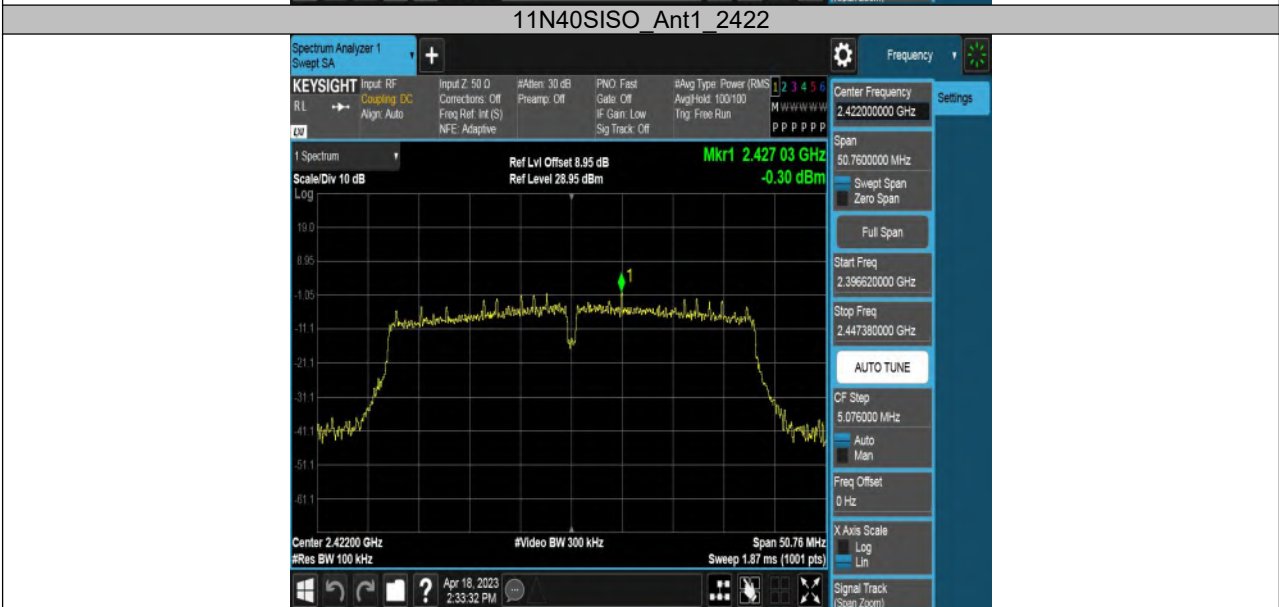 11N40SISO_Ant1_2422
Spectrum Analyzer 1
Swept SA
+
Frequency
KEYSIGHT
RL
Input: RF
Coupling: DC
Align: Auto
Input Z: 50 Ω
Corrections: Off
Freq Ref: Int (S)
NFE: Adaptive
#Atten: 30 dB
Preamp: Off
PNO: Fast
Gate: Off
IF Gain: Low
Sig Track: Off
#Avg Type: Power (RMS
Avg|Hold: 100/100
Trig: Free Run
1 2 3 4 5 6
M W W W W W
P P P P P P
1 Spectrum
Scale/Div 10 dB
Log
Ref Lvl Offset 8.95 dB
Ref Level 28.95 dBm
Mkr1 2.427 03 GHz
-0.30 dBm
19.0
8.95
-1.05
-11.1
-21.1
-31.1
-41.1
-51.1
-61.1
1
Center 2.42200 GHz
#Res BW 100 kHz
#Video BW 300 kHz
Span 50.76 MHz
Sweep 1.87 ms (1001 pts)
Center Frequency
2.422000000 GHz
Settings
Span
50.7600000 MHz
Swept Span
Zero Span
Full Span
Start Freq
2.396620000 GHz
Stop Freq
2.447380000 GHz
AUTO TUNE
CF Step
5.076000 MHz
Auto
Man
Freq Offset
0 Hz
X Axis Scale
Log
Lin
Signal Track
(Span Zoom)
?
Apr 18, 2023
2:33:32 PM